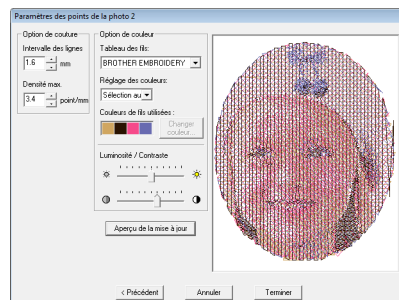 Paramètres des points de la photo 2
Option de couture
Intervalle des lignes
1.6 mm
Densité max.
3.4 point/mm
Option de couleur
Tableau des fils:
BROTHER EMBROIDERY
Réglage des couleurs:
Sélection au
Couleurs de fils utilisées :
Changer
couleur...
Luminosité / Contraste
Aperçu de la mise à jour
< Précédent
Annuler
Terminer